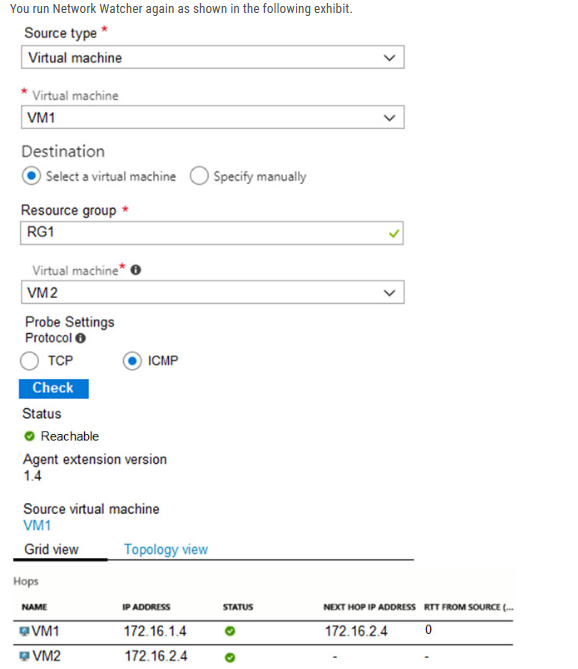 You run Network Watcher again as shown in the following exhibit.
Source type *
Virtual machine
* Virtual machine
VM1
Destination
Select a virtual machine Specify manually
Resource group *
RG1
Virtual machine*
VM2
Probe Settings
Protocol
TCP ICMP
Check
Status
Reachable
Agent extension version
1.4
Source virtual machine
VM1
Grid view Topology view
Hops
NAME IP ADDRESS STATUS NEXT HOP IP ADDRESS RTT FROM SOURCE (...
VM1 172.16.1.4 172.16.2.4 0
VM2 172.16.2.4 - -